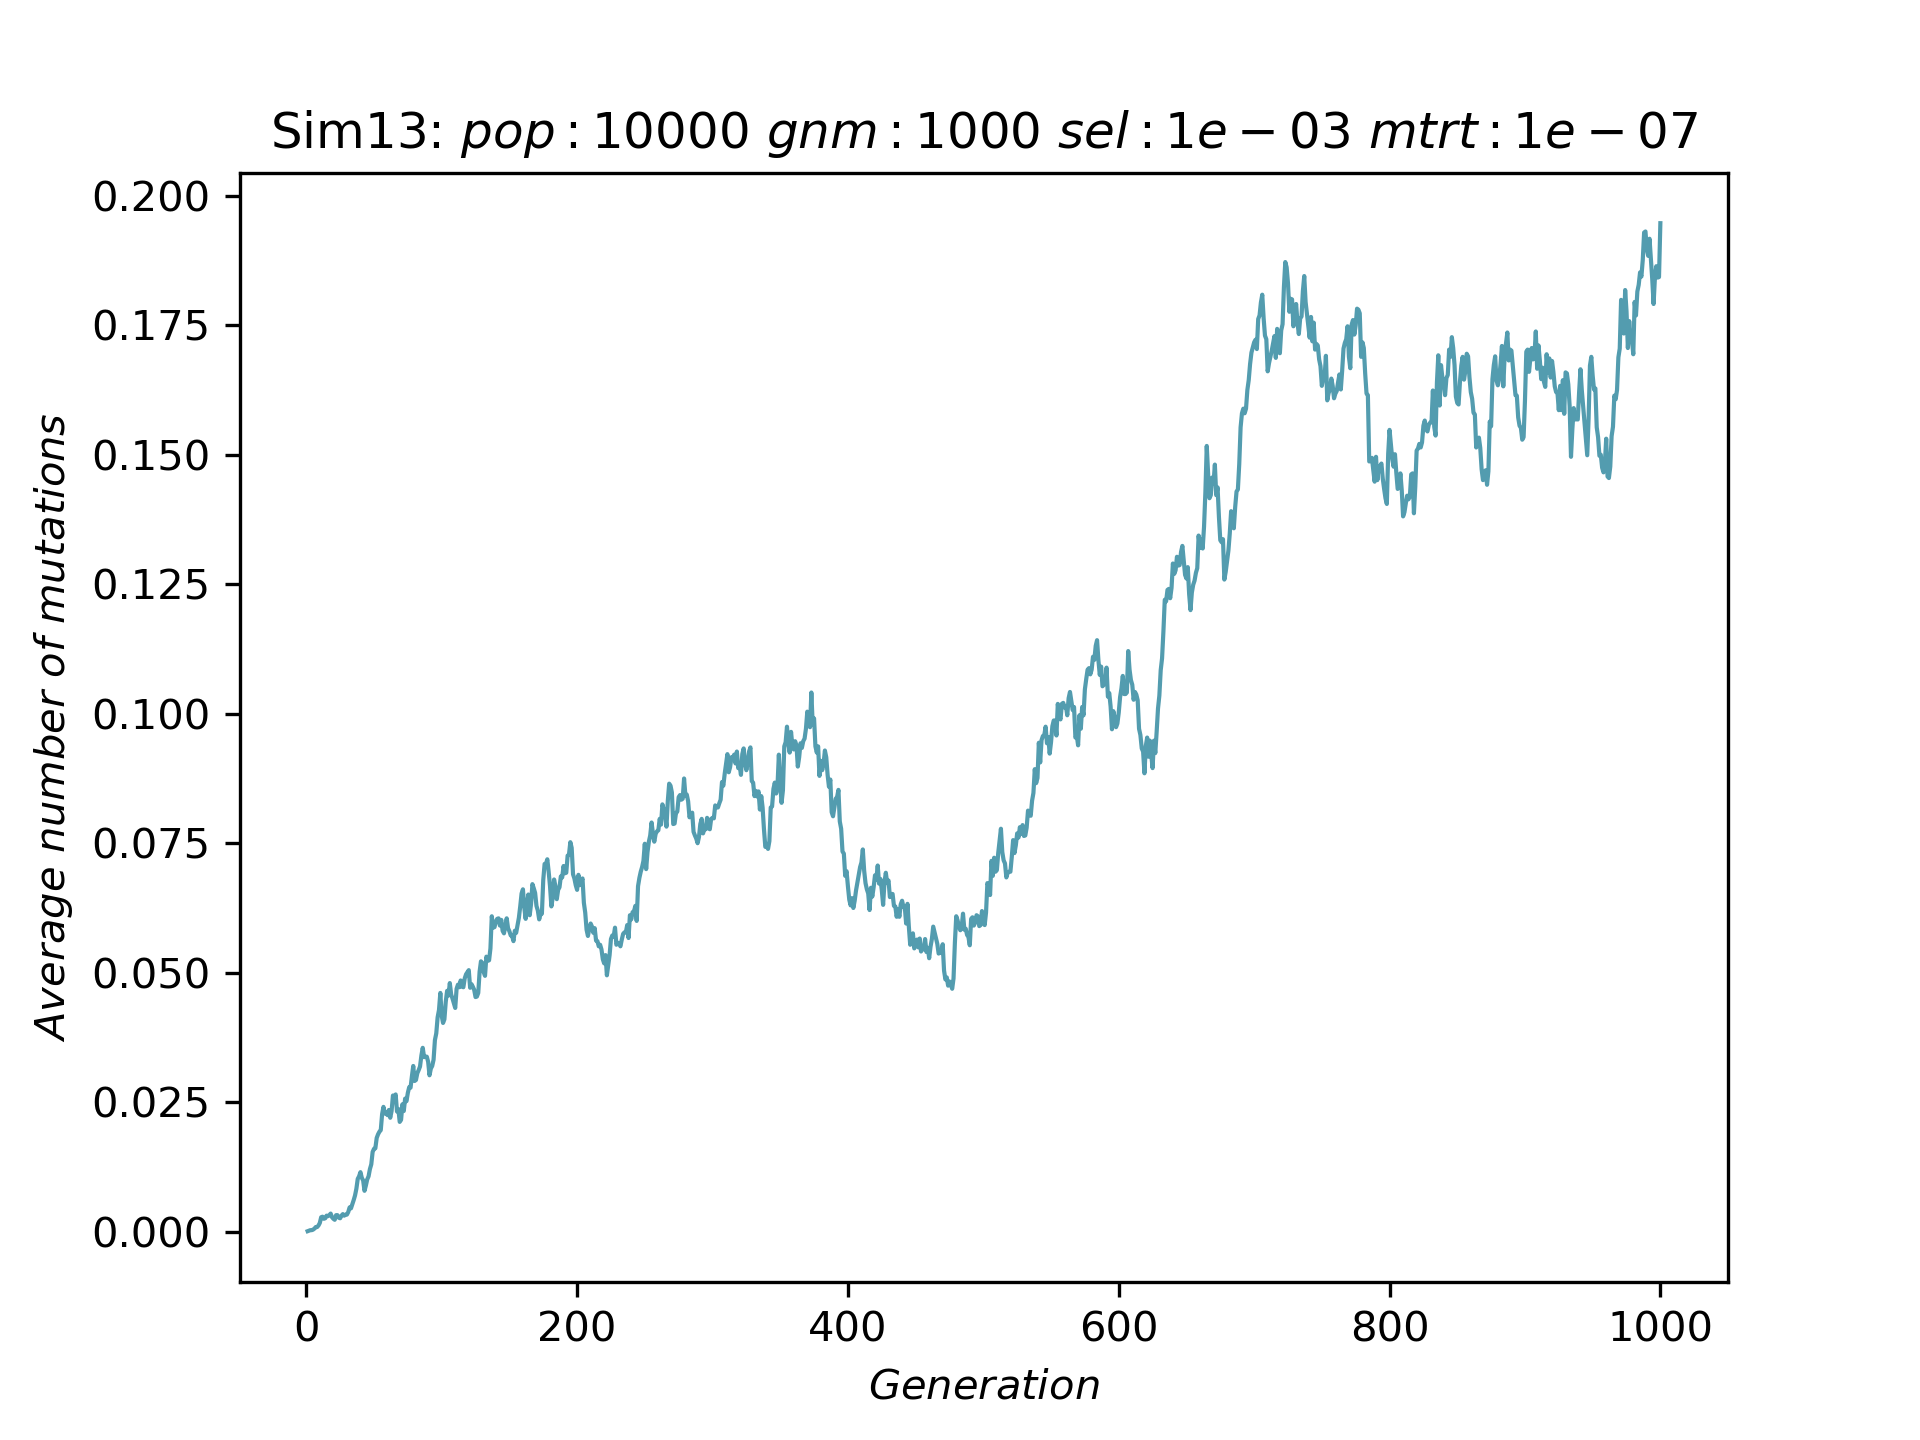 Sim13: pop : 10000 gnm : 1000 sel : 1e − 03 mtrt : 1e − 07
0.200
0.175
0.150
0.125
0.100
0.075
0.050
0.025
0.000
Average number of mutations
0 200 400 600 800 1000
Generation